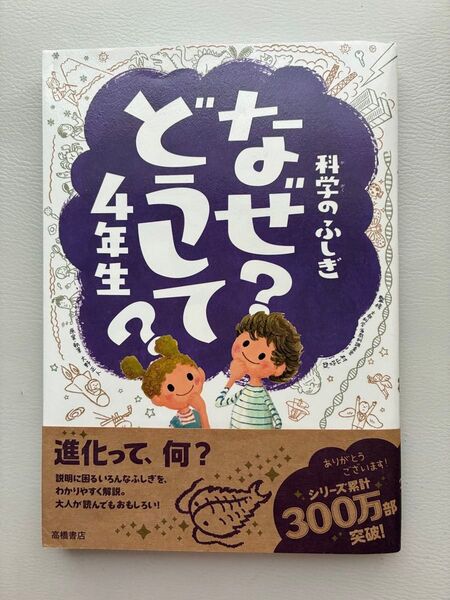 科学のふしぎ
なぜ?
どうして?
4年生
進化って、何?
説明に困るいろんなふしぎを、
わかりやすく解説。
大人が読んでもおもしろい!
高橋書店
ありがとう
ございます!
シリーズ累計
300万部
突破!